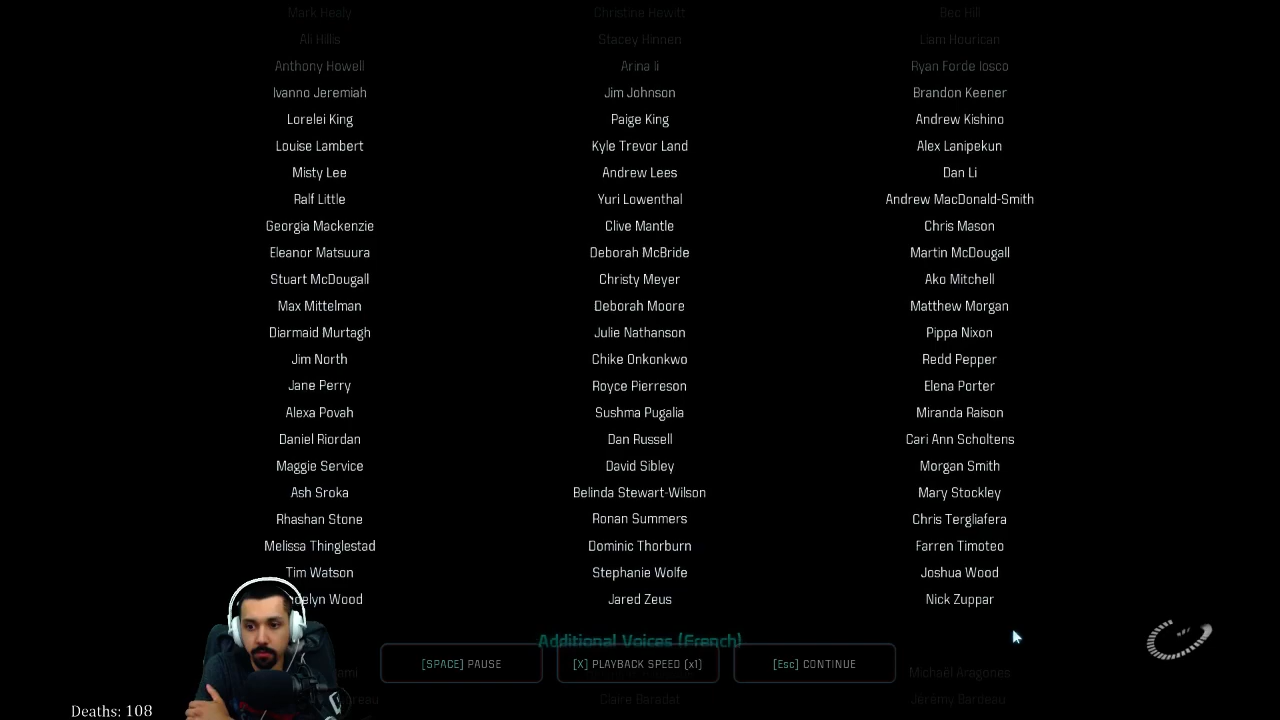 Mark Healy Christine Hewitt Bec Hill
Ali Hillis Stacey Hinnen Liam Hourican
Anthony Howell Arina Ii Ryan Forde Iosco
Ivanno Jeremiah Jim Johnson Brandon Keener
Lorelei King Paige King Andrew Kishino
Louise Lambert Kyle Trevor Land Alex Lanipekun
Misty Lee Andrew Lees Dan Li
Ralf Little Yuri Lowenthal Andrew MacDonald-Smith
Georgia Mackenzie Clive Mantle Chris Mason
Eleanor Matsuura Deborah McBride Martin McDougall
Stuart McDougall Christy Meyer Ako Mitchell
Max Mittelman Deborah Moore Matthew Morgan
Diarmaid Murtagh Julie Nathanson Pippa Nixon
Jim North Chike Onkonkwo Redd Pepper
Jane Perry Royce Pierreson Elena Porter
Alexa Povah Sushma Pugalia Miranda Raison
Daniel Riordan Dan Russell Cari Ann Scholtens
Maggie Service David Sibley Morgan Smith
Ash Sroka Belinda Stewart-Wilson Mary Stockley
Rhashan Stone Ronan Summers Chris Tergliafera
Melissa Thinglestad Dominic Thorburn Farren Timoteo
Tim Watson Stephanie Wolfe Joshua Wood
Wood Jared Zeus Nick Zuppar
Additional Voices (French)
[SPACE] PAUSE [X] PLAYBACK SPEED [x1] [Esc] CONTINUE
Michaël Aragones
Claire Baradat Jérémy Bardeau
Deaths: 108